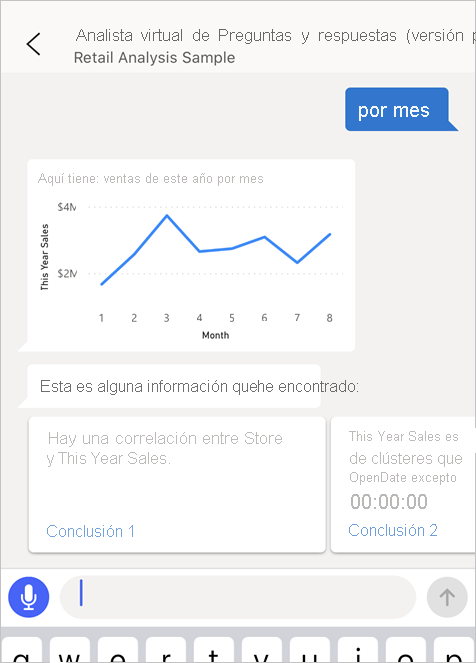 Analista virtual de Preguntas y respuestas (versión p
Retail Analysis Sample
por mes
Aquí tiene: ventas de este año por mes
$4M
$2M
This Year Sales
1 2 3 4 5 6 7 8
Month
Esta es alguna información quehe encontrado:
Hay una correlación entre Store
y This Year Sales.
Conclusión 1
This Year Sales es
de clústeres que
OpenDate excepto
00:00:00
Conclusión 2
q w e r t y u i o p